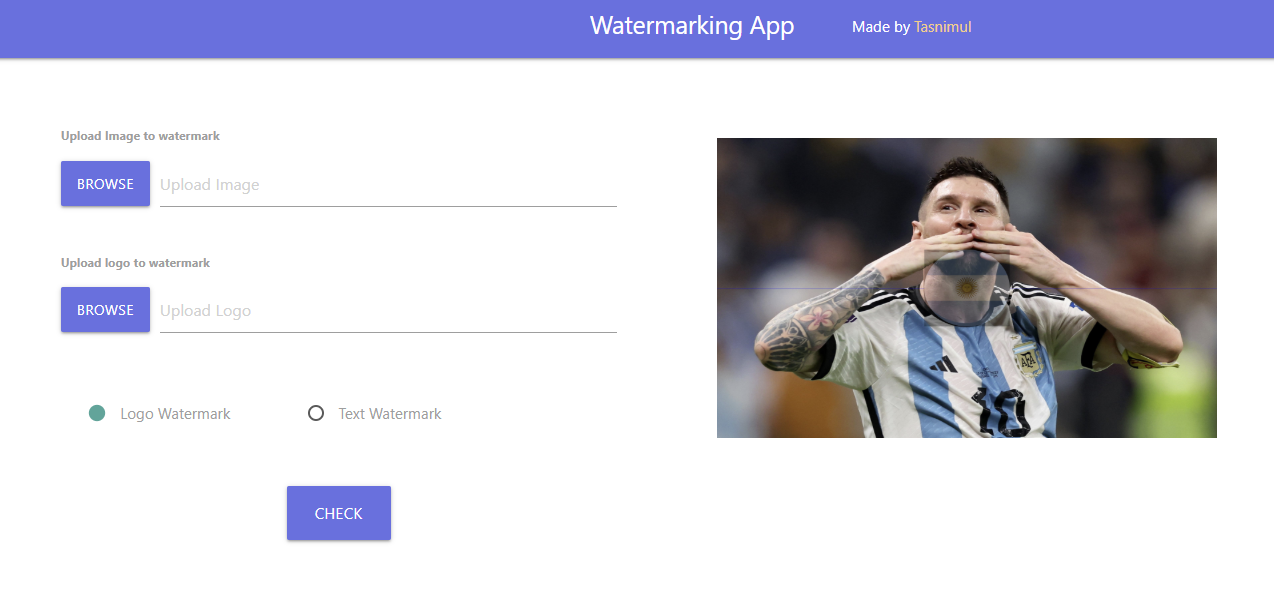 Watermarking App
Made by Tasnimul
Upload Image to watermark
BROWSE
Upload Image
Upload logo to watermark
BROWSE
Upload Logo
Logo Watermark
Text Watermark
CHECK
AFA
10